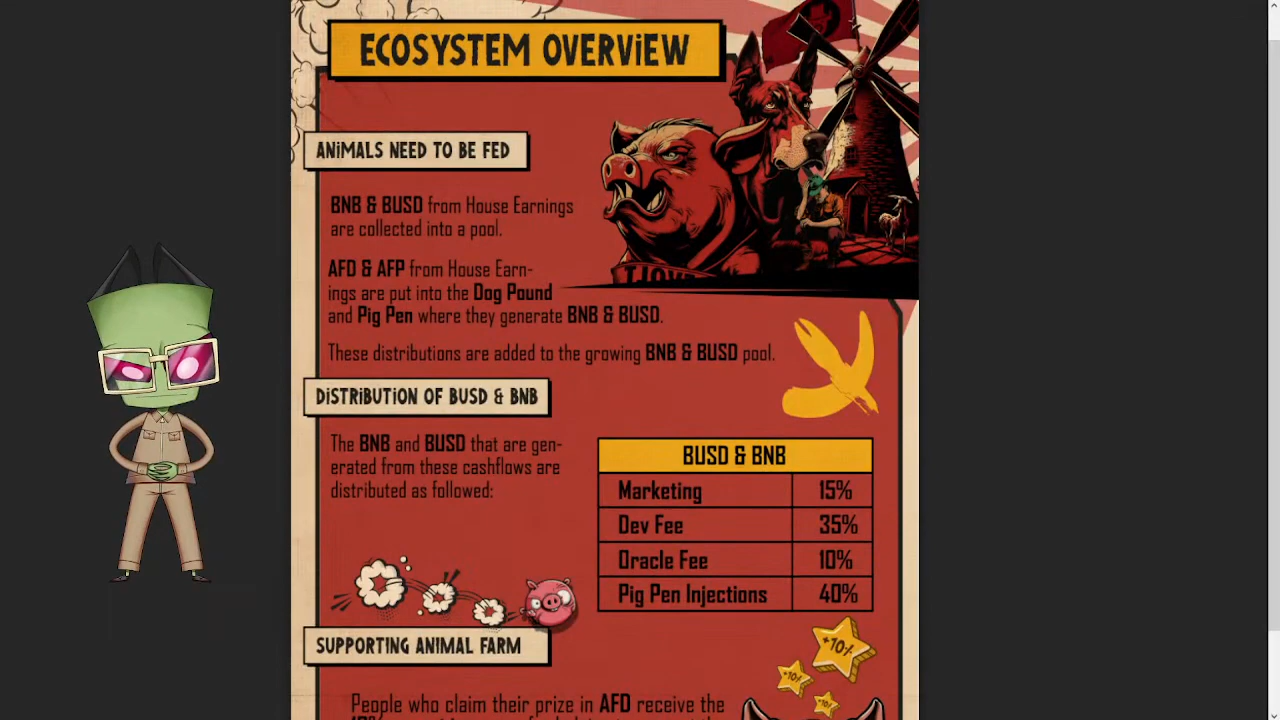 ECOSYSTEM OVERViEW
ANiMALS NEED TO BE FED
BNB & BUSD from House Earnings
are collected into a pool.
AFD & AFP from House Earn-
ings are put into the Dog Pound
and Pig Pen where they generate BNB & BUSD.
These distributions are added to the growing BNB & BUSD pool.
DiSTRiBUTiON OF BUSD & BNB
The BNB and BUSD that are gen-
erated from these cashflows are
distributed as followed:
BUSD & BNB
Marketing 15%
Dev Fee 35%
Oracle Fee 10%
Pig Pen Injections 40%
SUPPORTING ANIMAL FARM
+10%
+10%
+10%
People who claim their prize in AFD receive the